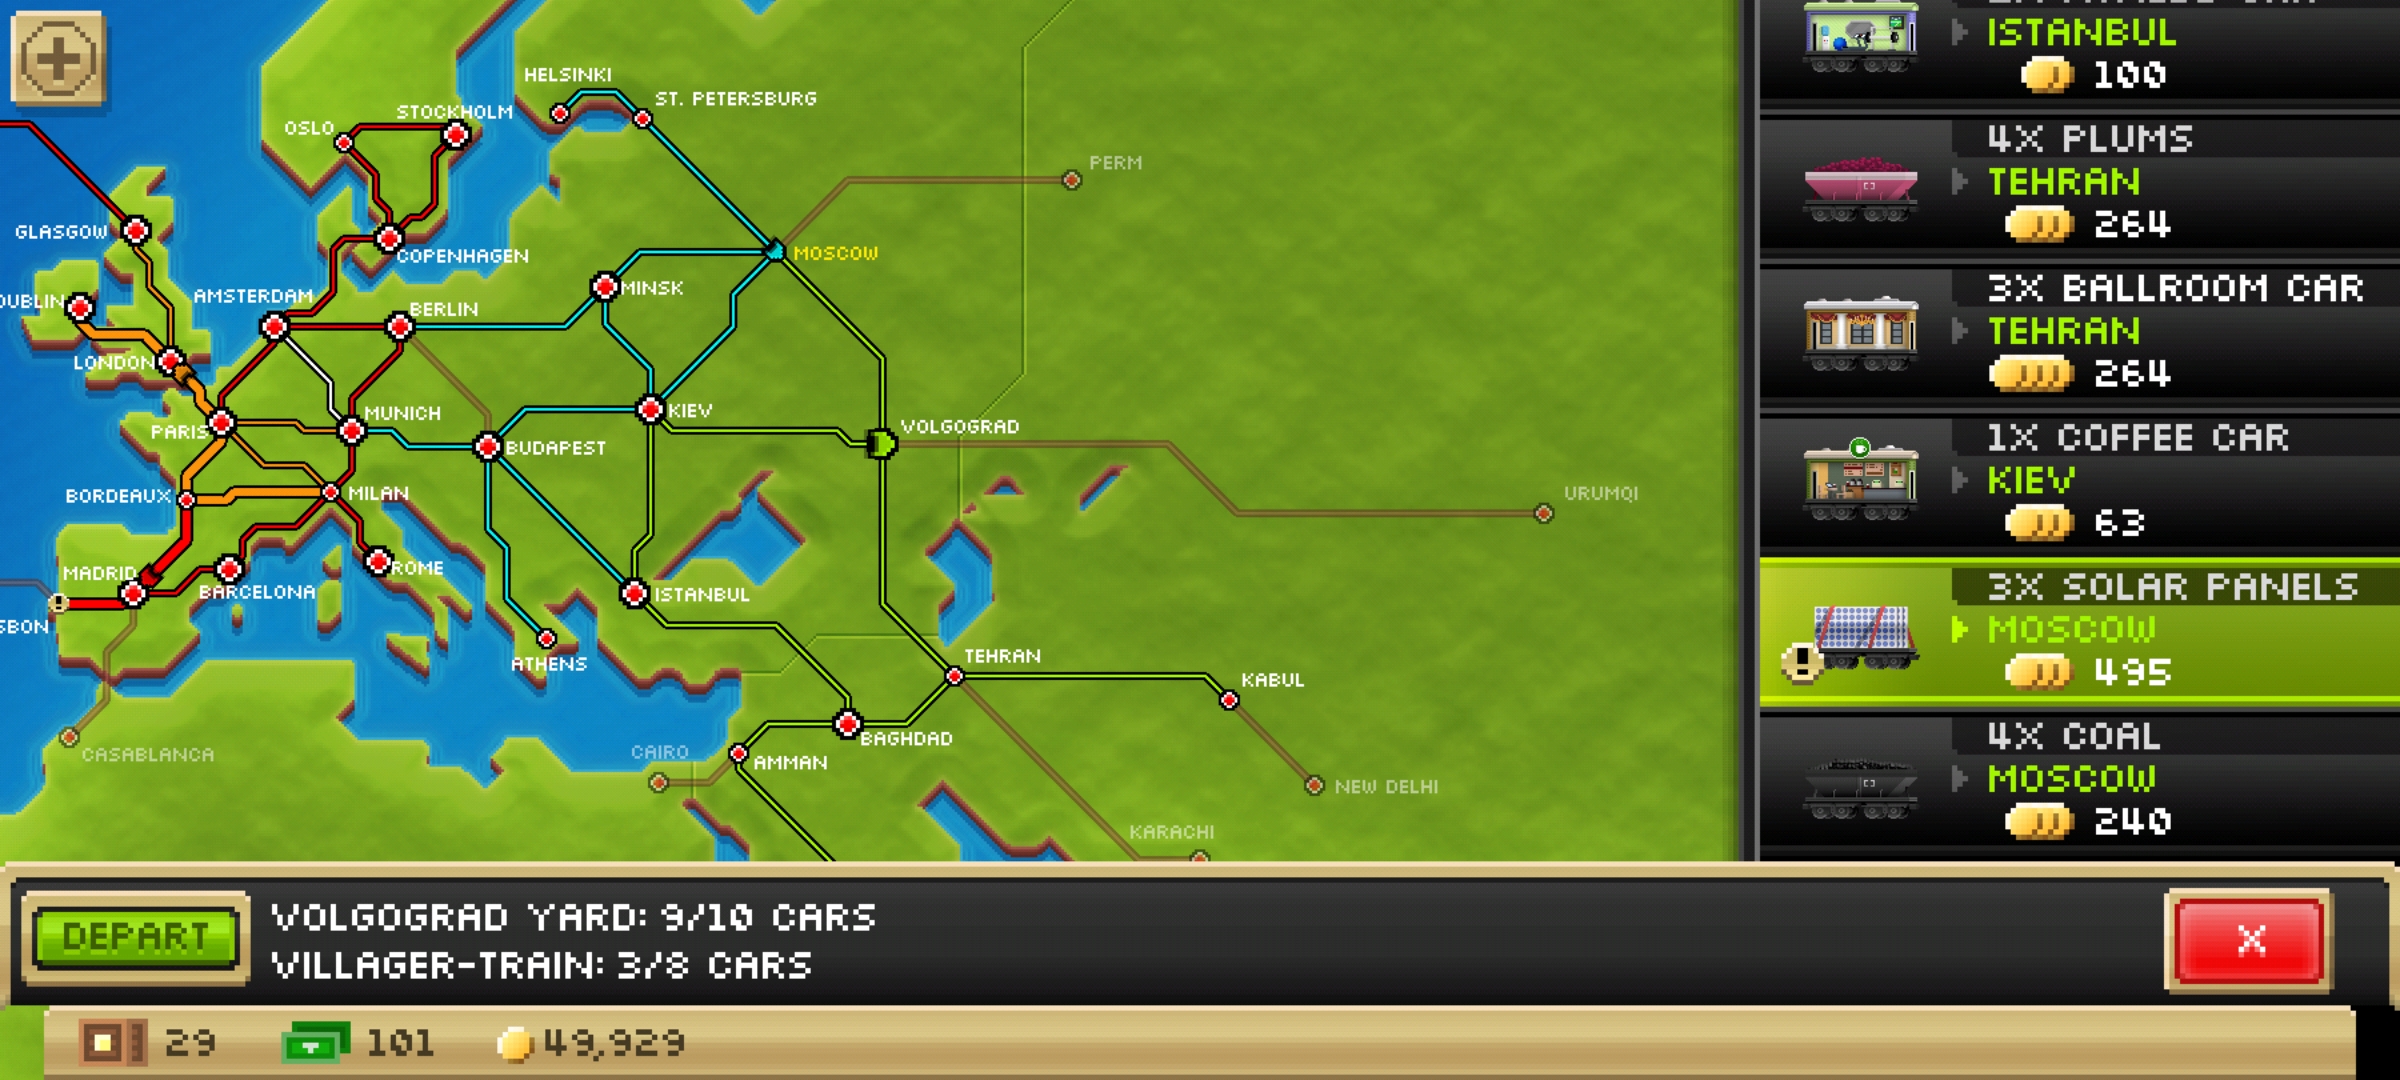 HELSINKI
ST. PETERSBURG
STOCKHOLM
OSLO
PERM
GLASGOW
COPENHAGEN
MOSCOW
MINSK
AMSTERDAM
BERLIN
LONDON
MUNICH
KIEV
VOLGOGRAD
PARIS
BUDAPEST
BORDEAUX
MILAN
URUMQI
MADRID
ROME
BARCELONA
ISTANBUL
ATHENS
TEHRAN
KABUL
CASABLANCA
CAIRO
BAGHDAD
AMMAN
NEW DELHI
KARACHI
ISTANBUL
100
4X PLUMS
TEHRAN
264
3X BALLROOM CAR
TEHRAN
264
1X COFFEE CAR
KIEV
63
3X SOLAR PANELS
MOSCOW
495
4X COAL
MOSCOW
240
DEPART
VOLGOGRAD YARD: 9/10 CARS
VILLAGER-TRAIN: 3/8 CARS
X
29
101
49,929